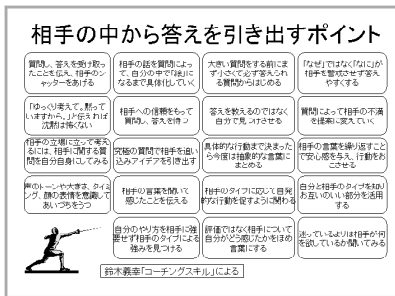 相手の中から答えを引き出すポイント
質問し、答えを受け取っ
たことを伝え、相手のシ
ャッターをあげる
相手の話を質問によっ
て、自分の中で「絵」にな
るまで具体化していく
大きい質問をする前にま
ず小さくて必ず答えられ
る質問からはじめる
「なぜ」ではなく「なに」が
相手を警戒させず答え
やすくする
「ゆっくり考えて。黙って
いますから。」と伝えれば
沈黙は怖くない
相手への信頼をもって
質問し、答えを待つ
答えを教えるのではなく
自分で見つけさせる
質問によって相手の不満
を提案に変えていく
相手の立場に立って考え
るには、相手に関する質
問を自分自身にしてみる
究極の質問で相手を追い
込みアイデアを引き出す
具体的な行動まで決まった
ら今度は抽象的な言葉に
まとめる
相手の言葉を繰り返すこと
で安心感を与え、行動をお
こさせる
声のトーンや大きさ、タイミ
ング、顔の表情を意識して
あいづちをうつ
相手の言葉を聞いて
感じたことを伝える
相手のタイプに応じて自発
的な行動を促すように関わる
自分と相手のタイプを知り
お互いのいい部分を活用
する
自分のやり方を相手に強
要せず相手のタイプによる
強みを見つける
評価ではなく相手について
自分がどう感じたかをほめ
言葉にする
迷っているよりは相手が何
を欲しているか聞いてみる
鈴木義幸「コーチングスキル」による